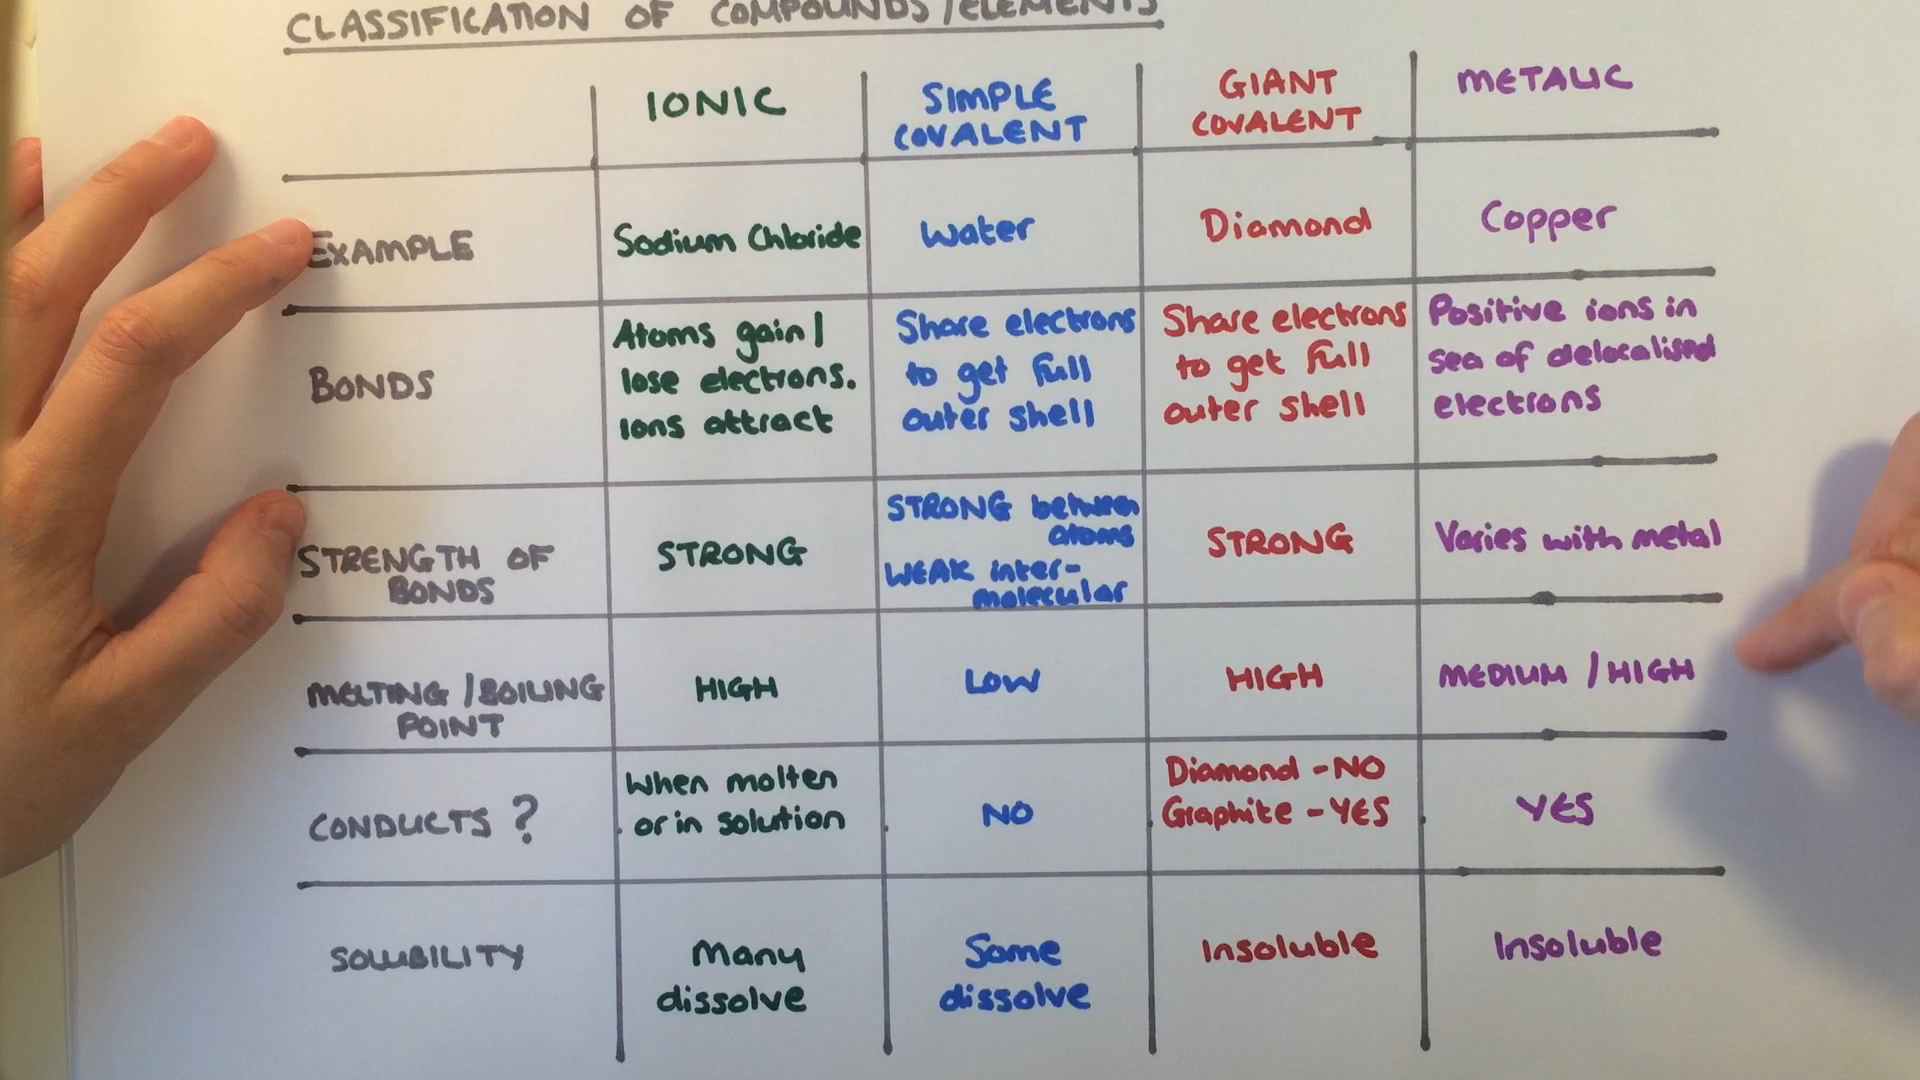 CLASSIFICATION OF COMPOUNDS/ELEMENTS
IONIC
SIMPLE
COVALENT
GIANT
COVALENT
METALIC
EXAMPLE
Sodium Chloride
Water
Diamond
Copper
BONDS
Atoms gain/
lose electrons.
Ions attract
Share electrons
to get full
outer shell
Share electrons
to get full
outer shell
Positive ions in
sea of delocalised
electrons
STRENGTH OF
BONDS
STRONG
STRONG between
atoms
WEAK inter-
molecular
STRONG
Varies with metal
MELTING/BOILING
POINT
HIGH
LOW
HIGH
MEDIUM/HIGH
CONDUCTS?
When molten
or in solution
NO
Diamond - NO
Graphite - YES
YES
SOLUBILITY
Many
dissolve
Some
dissolve
Insoluble
Insoluble